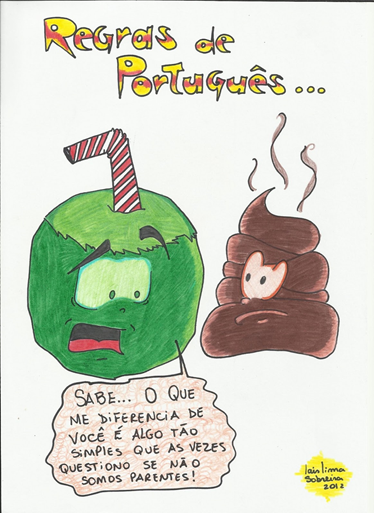 Regras de
Português...
SABE... O QUE
ME DIFERENCIA DE
VOCÊ É ALGO TÃO
SIMPLES QUE AS VEZES
QUESTIONO SE NÃO
SOMOS PARENTES!
lais lima
Sobreira
2012